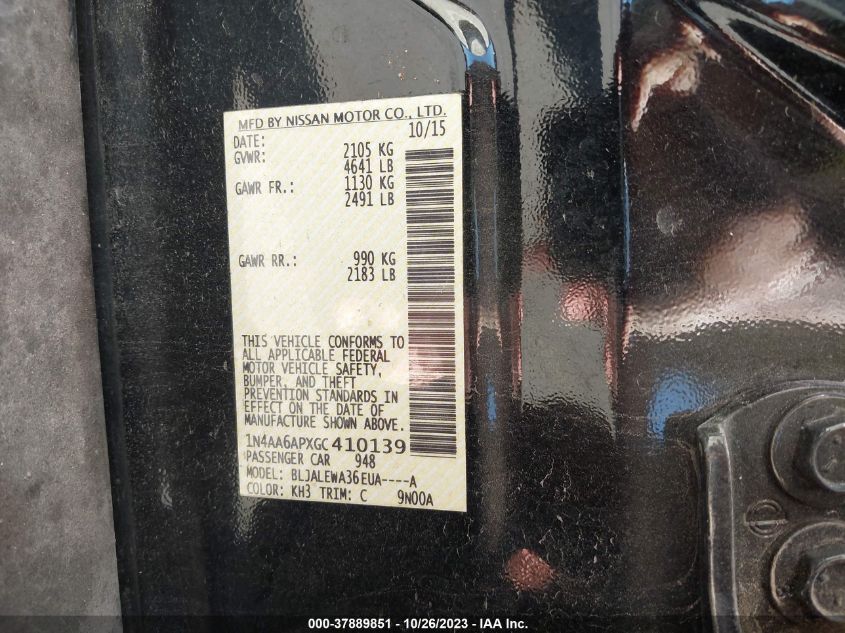 MFD BY NISSAN MOTOR CO., LTD.
DATE: 10/15
GVWR: 2105 KG
4641 LB
GAWR FR.: 1130 KG
2491 LB
GAWR RR.: 990 KG
2183 LB
THIS VEHICLE CONFORMS TO
ALL APPLICABLE FEDERAL
MOTOR VEHICLE SAFETY,
BUMPER, AND THEFT
PREVENTION STANDARDS IN
EFFECT ON THE DATE OF
MANUFACTURE SHOWN ABOVE.
1N4AA6APXGC410139
PASSENGER CAR 948
MODEL: BLJALEWA36EUA----A
COLOR: KH3 TRIM: C 9N00A
000-37889851 - 10/26/2023 - IAA Inc.